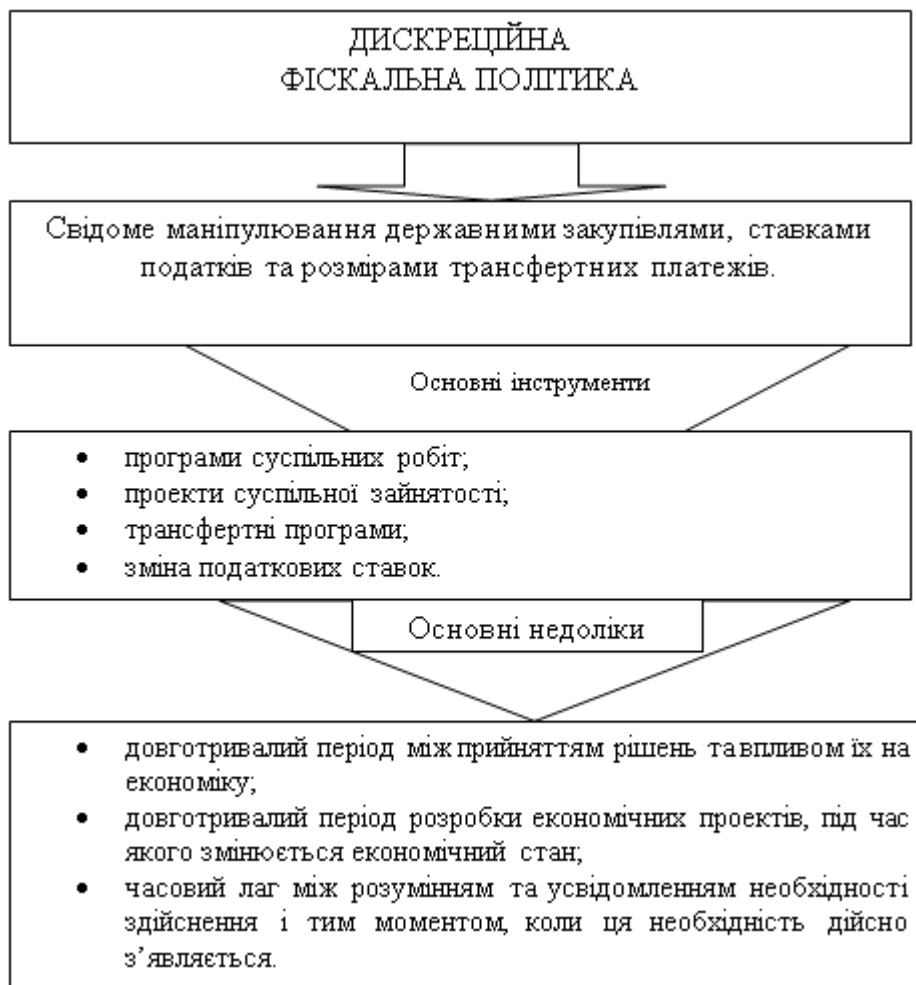 ДИСКРЕЦІЙНА
ФІСКАЛЬНА ПОЛІТИКА
Свідоме маніпулювання державними закупівлями, ставками
податків та розмірами трансфертних платежів.
Основні інструменти
• програми суспільних робіт;
• проекти суспільної зайнятості;
• трансфертні програми;
• зміна податкових ставок.
Основні недоліки
• довготривалий період між прийняттям рішень та впливом їх на
економіку;
• довготривалий період розробки економічних проектів, під час
якого змінюється економічний стан;
• часовий лаг між розумінням та усвідомленням необхідності
здійснення і тим моментом, коли ця необхідність дійсно
з’являється.